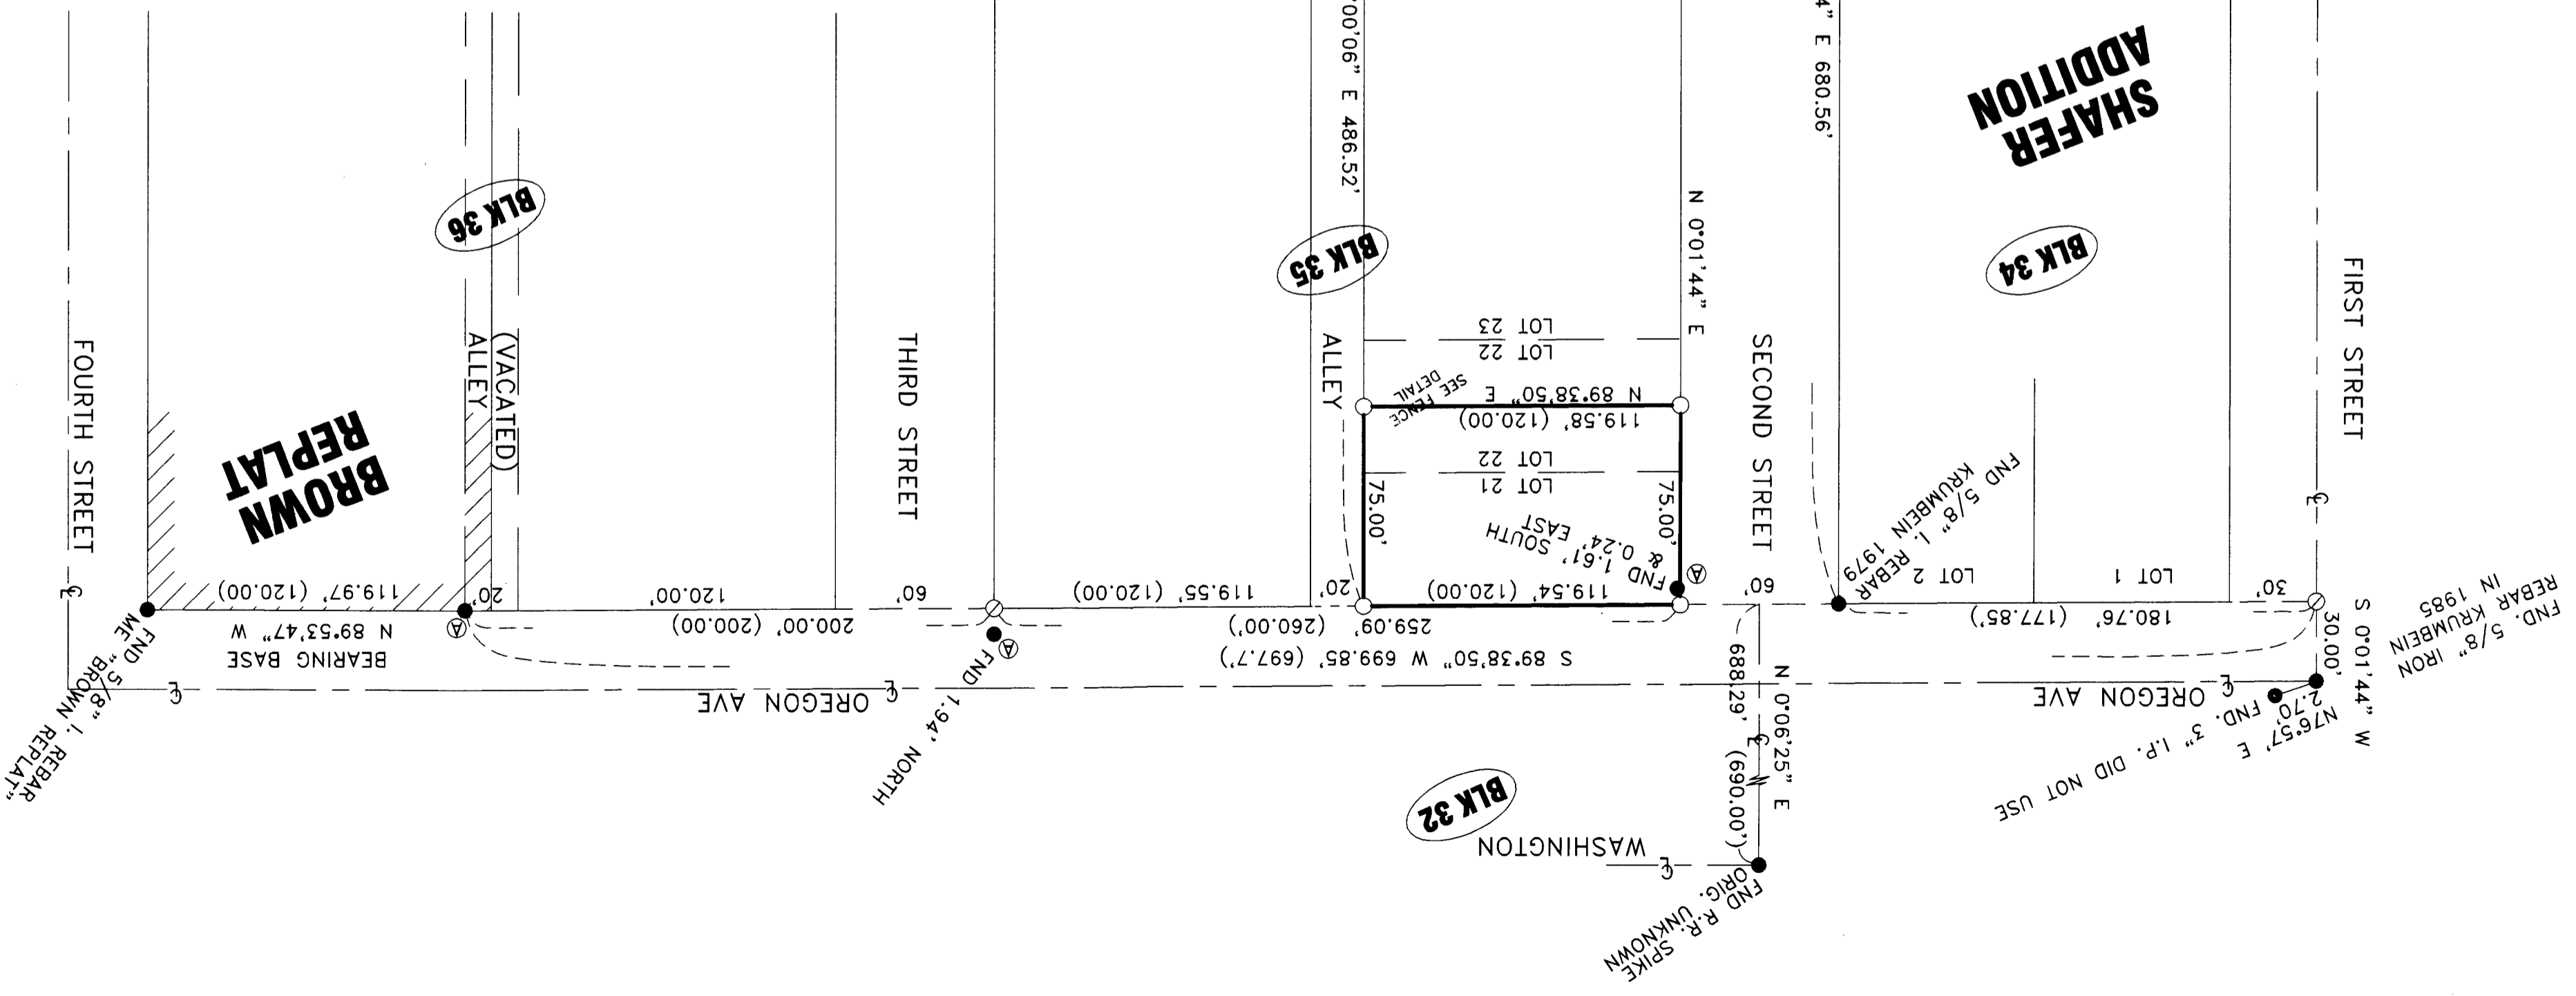 SHAFER
ADDITION
BLK 34
BLK 35
BLK 36
BLK 32
BROWN
REPLAT
FIRST STREET
SECOND STREET
THIRD STREET
FOURTH STREET
ALLEY
ALLEY
(VACATED)
OREGON AVE
OREGON AVE
WASHINGTON
FND. 5/8" IRON
REBAR KRUMBEIN
IN 1985
S 0°01'44" W
30.00'
N76°57' E
2.70'
FND. 3" I.P. DID NOT USE
30'
180.76' (177.85')
LOT 1
LOT 2
FND 5/8" I. REBAR
KRUMBEIN 1979
4" E 680.56'
60'
N 0°01'44" E
N 0°06'25" E
688.29' (690.00')
FND R.R. SPIKE
ORIG. UNKNOWN
00'06" E 486.52'
LOT 23
LOT 22
N 89°38'50" E
119.58' (120.00)
SEE FENCE
DETAIL
LOT 22
LOT 21
75.00'
75.00'
FND 1.61' SOUTH
& 0.24' EAST
A
119.54' (120.00)
20'
119.55' (120.00)
259.09' (260.00')
S 89°38'50" W 699.85' (697.7')
60'
A
FND 1.94' NORTH
120.00'
200.00' (200.00)
20'
A
119.97' (120.00)
N 89°53'47" W
BEARING BASE
FND 5/8" I. REBAR
ME "BROWN REPLAT"